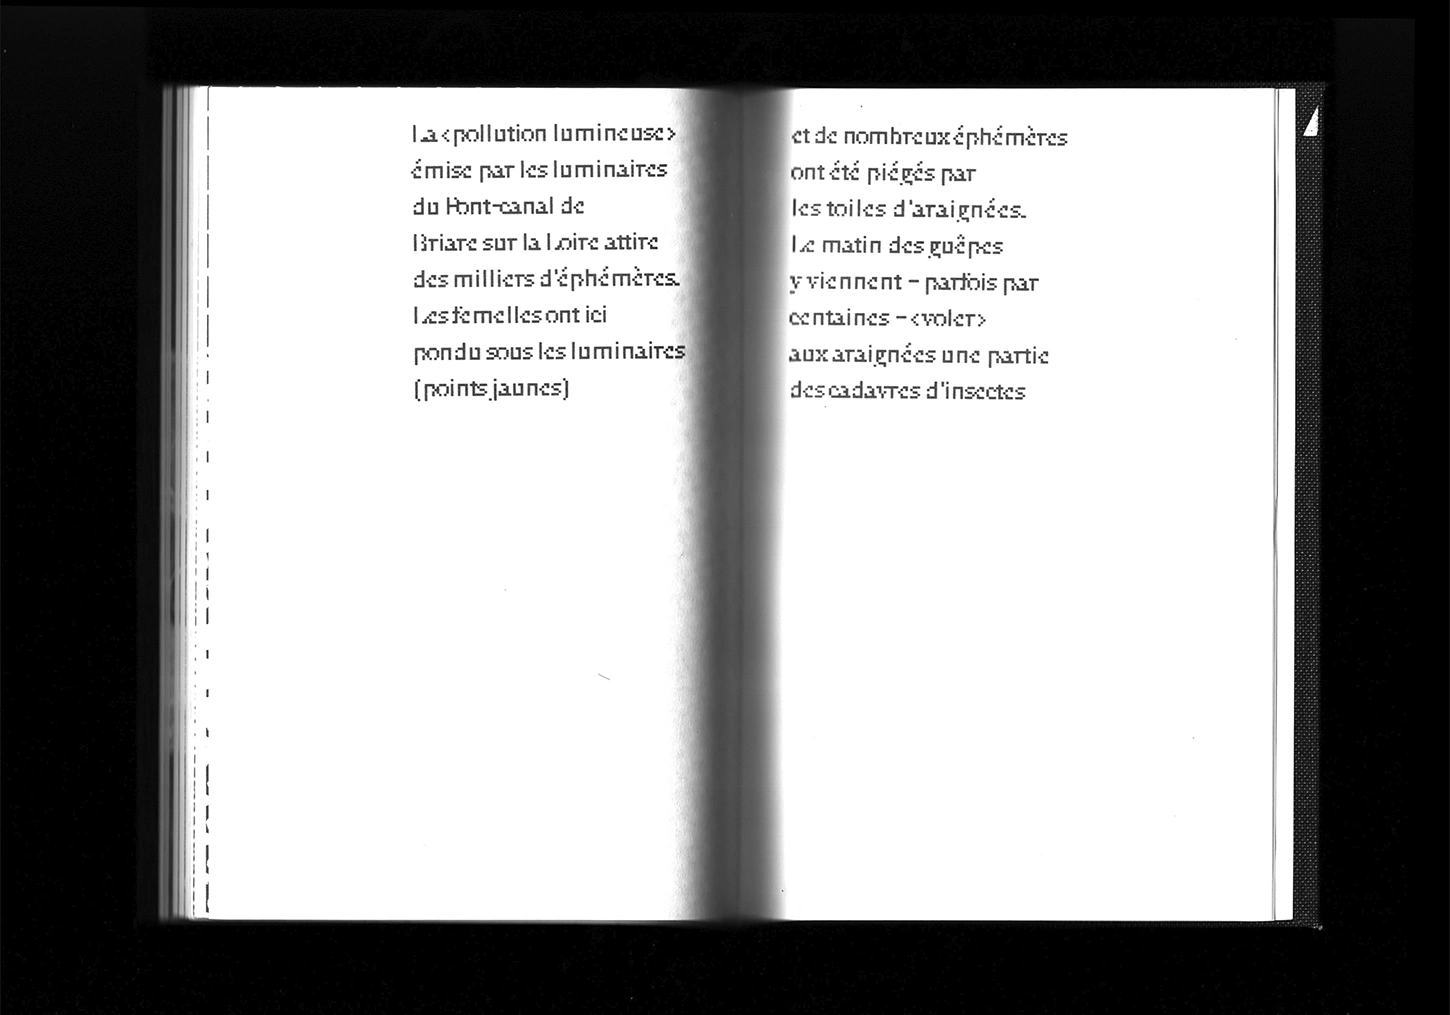 La <pollution lumineuse>
émise par les luminaires
du Pont-canal de
Briare sur la Loire attire
des milliers d'éphémères.
Les femelles ont ici
pondu sous les luminaires
(points jaunes)
et de nombreux éphémères
ont été piégés par
les toiles d'araignées.
Le matin des guêpes
y viennent – parfois par
centaines – <voler>
aux araignées une partie
des cadavres d'insectes